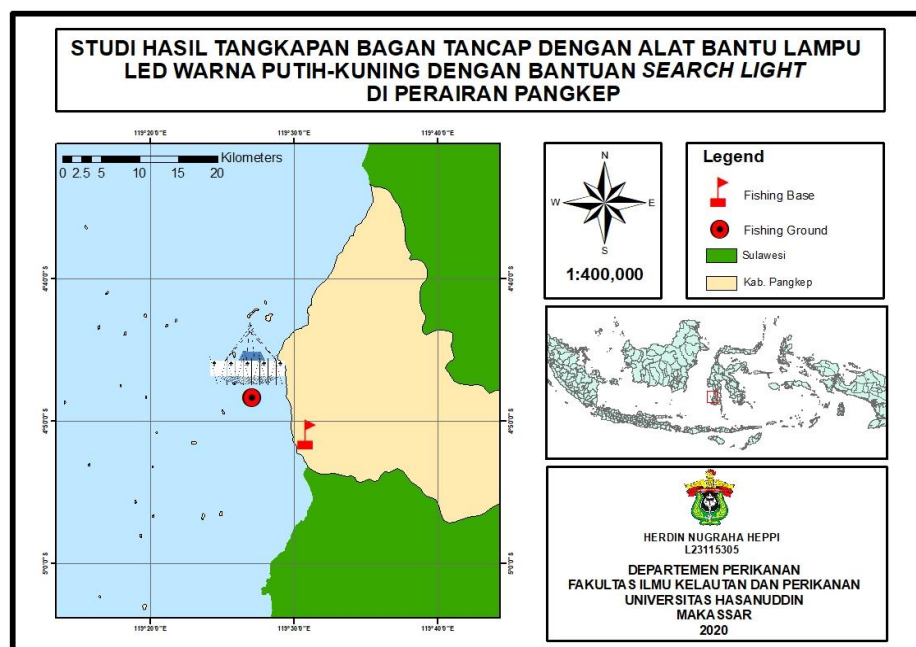 STUDI HASIL TANGKAPAN BAGAN TANCAP DENGAN ALAT BANTU LAMPU
LED WARNA PUTIH-KUNING DENGAN BANTUAN SEARCH LIGHT
DI PERAIRAN PANGKEP
119°20'0"E 119°30'0"E 119°40'0"E
Kilometers
0 2.5 5 10 15 20
4°40'0"S 4°40'0"S
4°50'0"S 4°50'0"S
5°0'0"S 5°0'0"S
119°20'0"E 119°30'0"E 119°40'0"E
N
W E
S
1:400,000
Legend
Fishing Base
Fishing Ground
Sulawesi
Kab. Pangkep
HERDIN NUGRAHA HEPPI
L23115305
DEPARTEMEN PERIKANAN
FAKULTAS ILMU KELAUTAN DAN PERIKANAN
UNIVERSITAS HASANUDDIN
MAKASSAR
2020